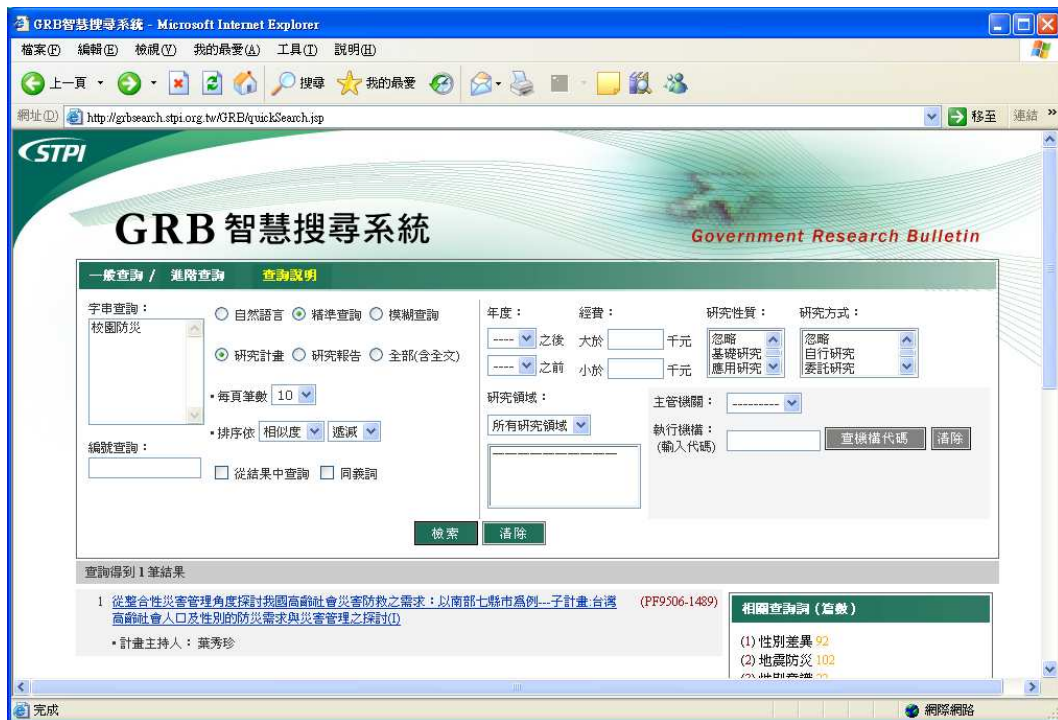 GRB智慧搜尋系統 - Microsoft Internet Explorer
檔案(F) 編輯(E) 檢視(V) 我的最愛(A) 工具(T) 說明(H)
上一頁 搜尋 我的最愛
網址(D) http://grbsearch.stpi.org.tw/GRB/quickSearch.jsp 移至 連結 »
STPI
GRB 智慧搜尋系統
Government Research Bulletin
一般查詢 / 進階查詢 查詢說明
字串查詢：
校園防災
自然語言 精準查詢 模糊查詢
研究計畫 研究報告 全部(含全文)
•每頁筆數 10
•排序依 相似度 遞減
編號查詢：
從結果中查詢 同義詞
年度： 經費： 研究性質： 研究方式：
---- 之後 大於 千元
---- 之前 小於 千元
忽略
基礎研究
應用研究
忽略
自行研究
委託研究
研究領域：
所有研究領域
主管機關： ---------
執行機構：
(輸入代碼)
查機構代碼 清除
檢索 清除
查詢得到 1 筆結果
1 從整合性災害管理角度探討我國高齡社會災害防救之需求：以南部七縣市為例---子計畫:台灣 (PF9506-1489)
高齡社會人口及性別的防災需求與災害管理之探討(I)
•計畫主持人： 葉秀珍
相關查詢詞 (篇數)
(1) 性別差異 92
(2) 地震防災 102
完成 網際網路